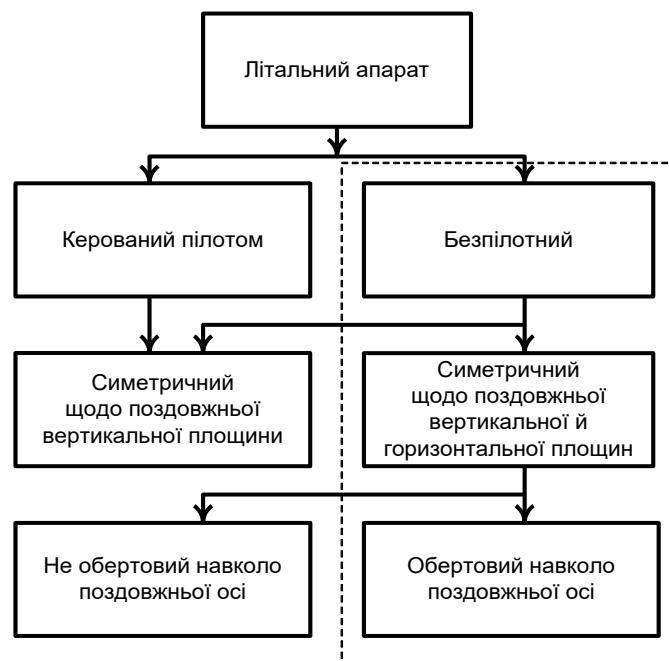 Літальний апарат
Керований пілотом
Безпілотний
Симетричний
щодо поздовжньої
вертикальної площини
Симетричний
щодо поздовжньої
вертикальної й
горизонтальної площин
Не обертовий навколо
поздовжньої осі
Обертовий навколо
поздовжньої осі